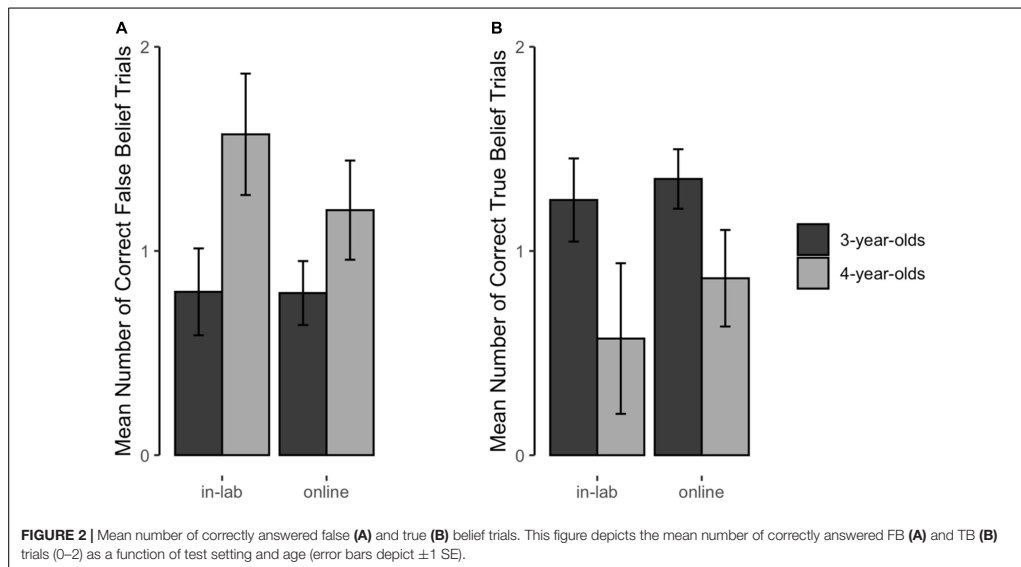 A
Mean Number of Correct False Belief Trials
2
1
0
in-lab
online
B
Mean Number of Correct True Belief Trials
2
1
0
in-lab
online
3-year-olds
4-year-olds
FIGURE 2 | Mean number of correctly answered false (A) and true (B) belief trials. This figure depicts the mean number of correctly answered FB (A) and TB (B)
trials (0–2) as a function of test setting and age (error bars depict ±1 SE).